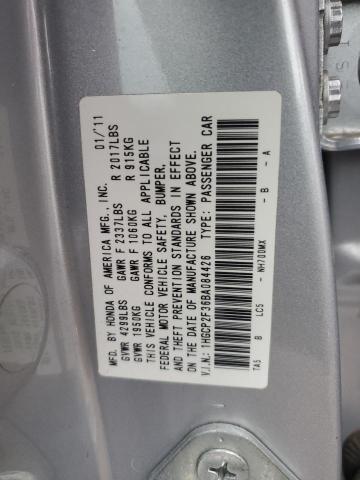 MFD. BY HONDA OF AMERICA MFG., INC. 01/'11
GVWR 4299LBS GAWR F 2337LBS R 2017LBS
GVWR 1950KG GAWR F 1060KG R 915KG
THIS VEHICLE CONFORMS TO ALL APPLICABLE
FEDERAL MOTOR VEHICLE SAFETY, BUMPER,
AND THEFT PREVENTION STANDARDS IN EFFECT
ON THE DATE OF MANUFACTURE SHOWN ABOVE.
V.I.N.: 1HGCP2F36BA064426 TYPE: PASSENGER CAR
TA5 B LC5 - NH700MX - B - A